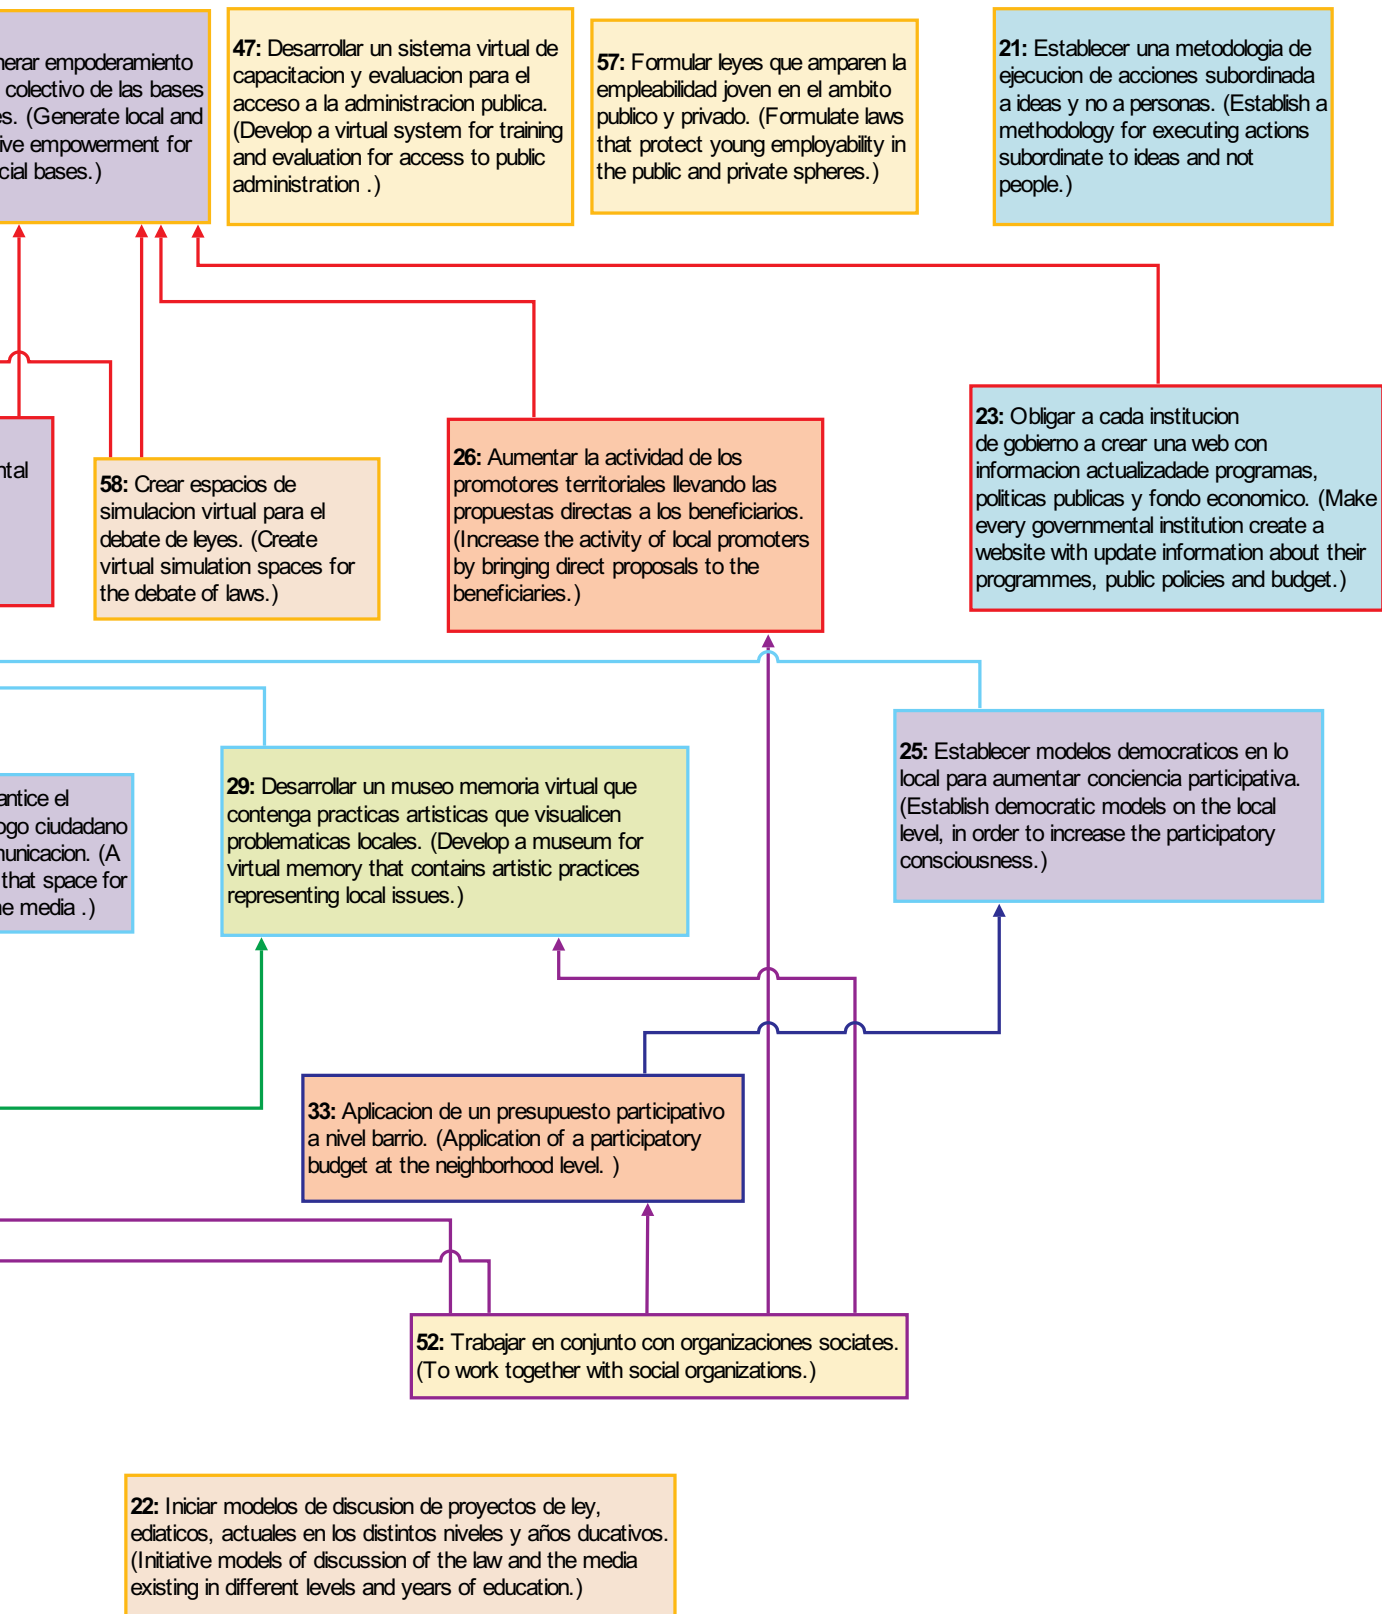 nerar empoderamiento
colectivo de las bases
es. (Generate local and
ive empowerment for
cial bases.)
47: Desarrollar un sistema virtual de
capacitacion y evaluacion para el
acceso a la administracion publica.
(Develop a virtual system for training
and evaluation for access to public
administration .)
57: Formular leyes que amparen la
empleabilidad joven en el ambito
publico y privado. (Formulate laws
that protect young employability in
the public and private spheres.)
21: Establecer una metodologia de
ejecucion de acciones subordinada
a ideas y no a personas. (Establish a
methodology for executing actions
subordinate to ideas and not
people.)
ntal
58: Crear espacios de
simulacion virtual para el
debate de leyes. (Create
virtual simulation spaces for
the debate of laws.)
26: Aumentar la actividad de los
promotores territoriales llevando las
propuestas directas a los beneficiarios.
(Increase the activity of local promoters
by bringing direct proposals to the
beneficiaries.)
23: Obligar a cada institucion
de gobierno a crear una web con
informacion actualizadade programas,
politicas publicas y fondo economico. (Make
every governmental institution create a
website with update information about their
programmes, public policies and budget.)
antice el
ogo ciudadano
nunicacion. (A
that space for
ne media .)
29: Desarrollar un museo memoria virtual que
contenga practicas artisticas que visualicen
problematicas locales. (Develop a museum for
virtual memory that contains artistic practices
representing local issues.)
25: Establecer modelos democraticos en lo
local para aumentar conciencia participativa.
(Establish democratic models on the local
level, in order to increase the participatory
consciousness.)
33: Aplicacion de un presupuesto participativo
a nivel barrio. (Application of a participatory
budget at the neighborhood level. )
52: Trabajar en conjunto con organizaciones sociates.
(To work together with social organizations.)
22: Iniciar modelos de discusion de proyectos de ley,
ediaticos, actuales en los distintos niveles y años ducativos.
(Initiative models of discussion of the law and the media
existing in different levels and years of education.)